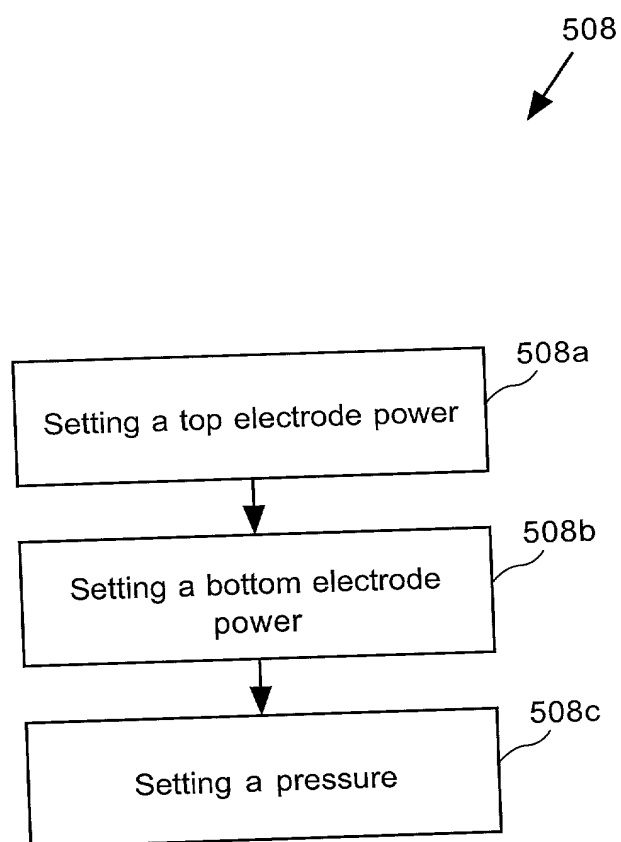 508
508a
Setting a top electrode power
508b
Setting a bottom electrode
power
508c
Setting a pressure